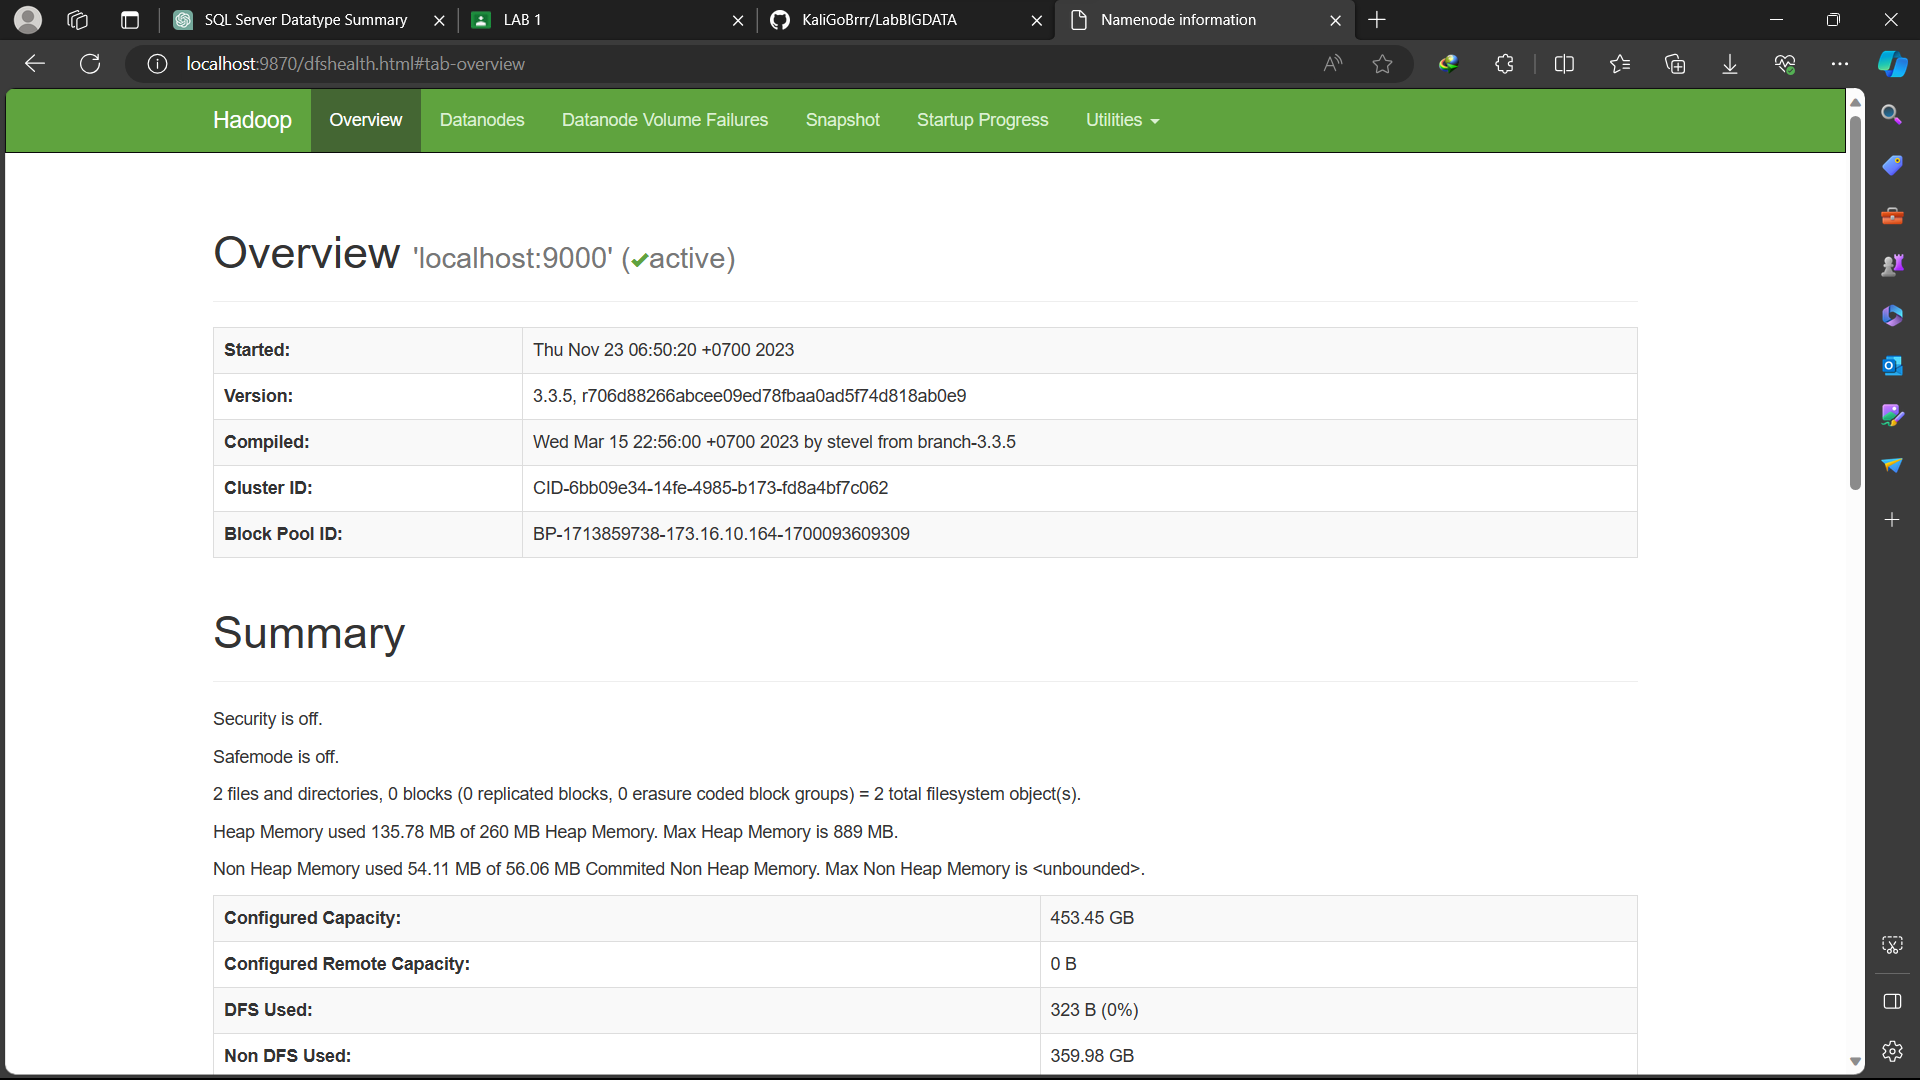 SQL Server Datatype Summary
LAB 1
KaliGoBrrr/LabBIGDATA
Namenode information
localhost:9870/dfshealth.html#tab-overview
Hadoop
Overview
Datanodes
Datanode Volume Failures
Snapshot
Startup Progress
Utilities
Overview 'localhost:9000' (✔active)
Started: Thu Nov 23 06:50:20 +0700 2023
Version: 3.3.5, r706d88266abcee09ed78fbaa0ad5f74d818ab0e9
Compiled: Wed Mar 15 22:56:00 +0700 2023 by stevel from branch-3.3.5
Cluster ID: CID-6bb09e34-14fe-4985-b173-fd8a4bf7c062
Block Pool ID: BP-1713859738-173.16.10.164-1700093609309
Summary
Security is off.
Safemode is off.
2 files and directories, 0 blocks (0 replicated blocks, 0 erasure coded block groups) = 2 total filesystem object(s).
Heap Memory used 135.78 MB of 260 MB Heap Memory. Max Heap Memory is 889 MB.
Non Heap Memory used 54.11 MB of 56.06 MB Commited Non Heap Memory. Max Non Heap Memory is <unbounded>.
Configured Capacity: 453.45 GB
Configured Remote Capacity: 0 B
DFS Used: 323 B (0%)
Non DFS Used: 359.98 GB